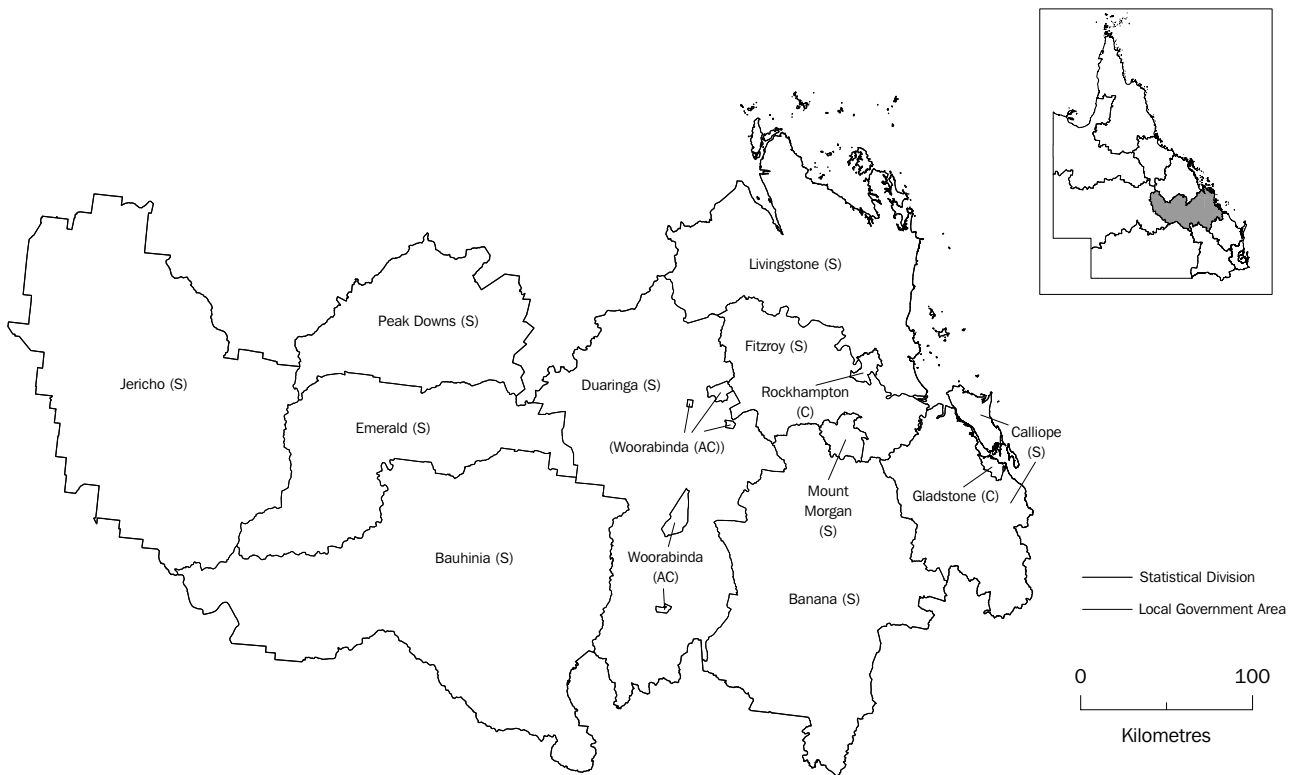 Livingstone (S)
Peak Downs (S)
Fitzroy (S)
Jericho (S)
Duaringa (S)
Rockhampton
(C)
Emerald (S)
(Woorabinda (AC))
Calliope
(S)
Mount
Morgan
(S)
Gladstone (C)
Bauhinia (S)
Woorabinda
(AC)
Banana (S)
Statistical Division
Local Government Area
0 100
Kilometres